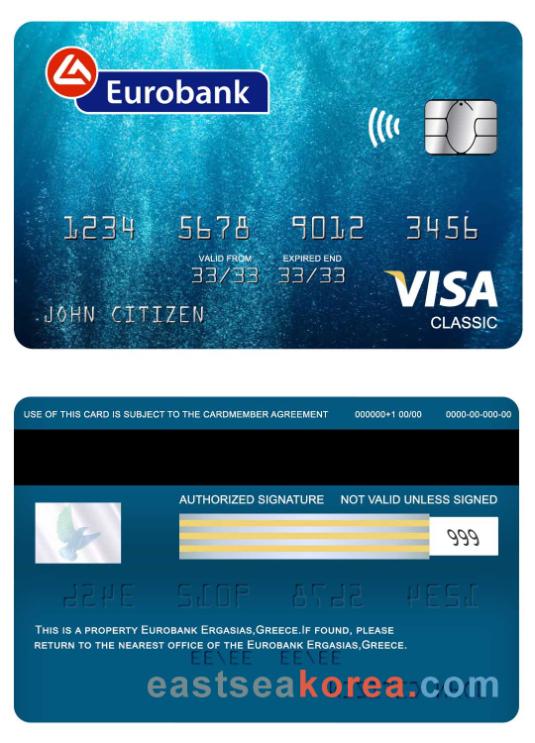 Eurobank
1234 5678 9012 3456
VALID FROM EXPIRED END
33/33 33/33
VISA
JOHN CITIZEN
CLASSIC
USE OF THIS CARD IS SUBJECT TO THE CARDMEMBER AGREEMENT 000000+1 00/00 0000-00-000-00
AUTHORIZED SIGNATURE NOT VALID UNLESS SIGNED
999
THIS IS A PROPERTY EUROBANK ERGASIAS,GREECE.IF FOUND, PLEASE
RETURN TO THE NEAREST OFFICE OF THE EUROBANK ERGASIAS,GREECE.
eastseakorea.com